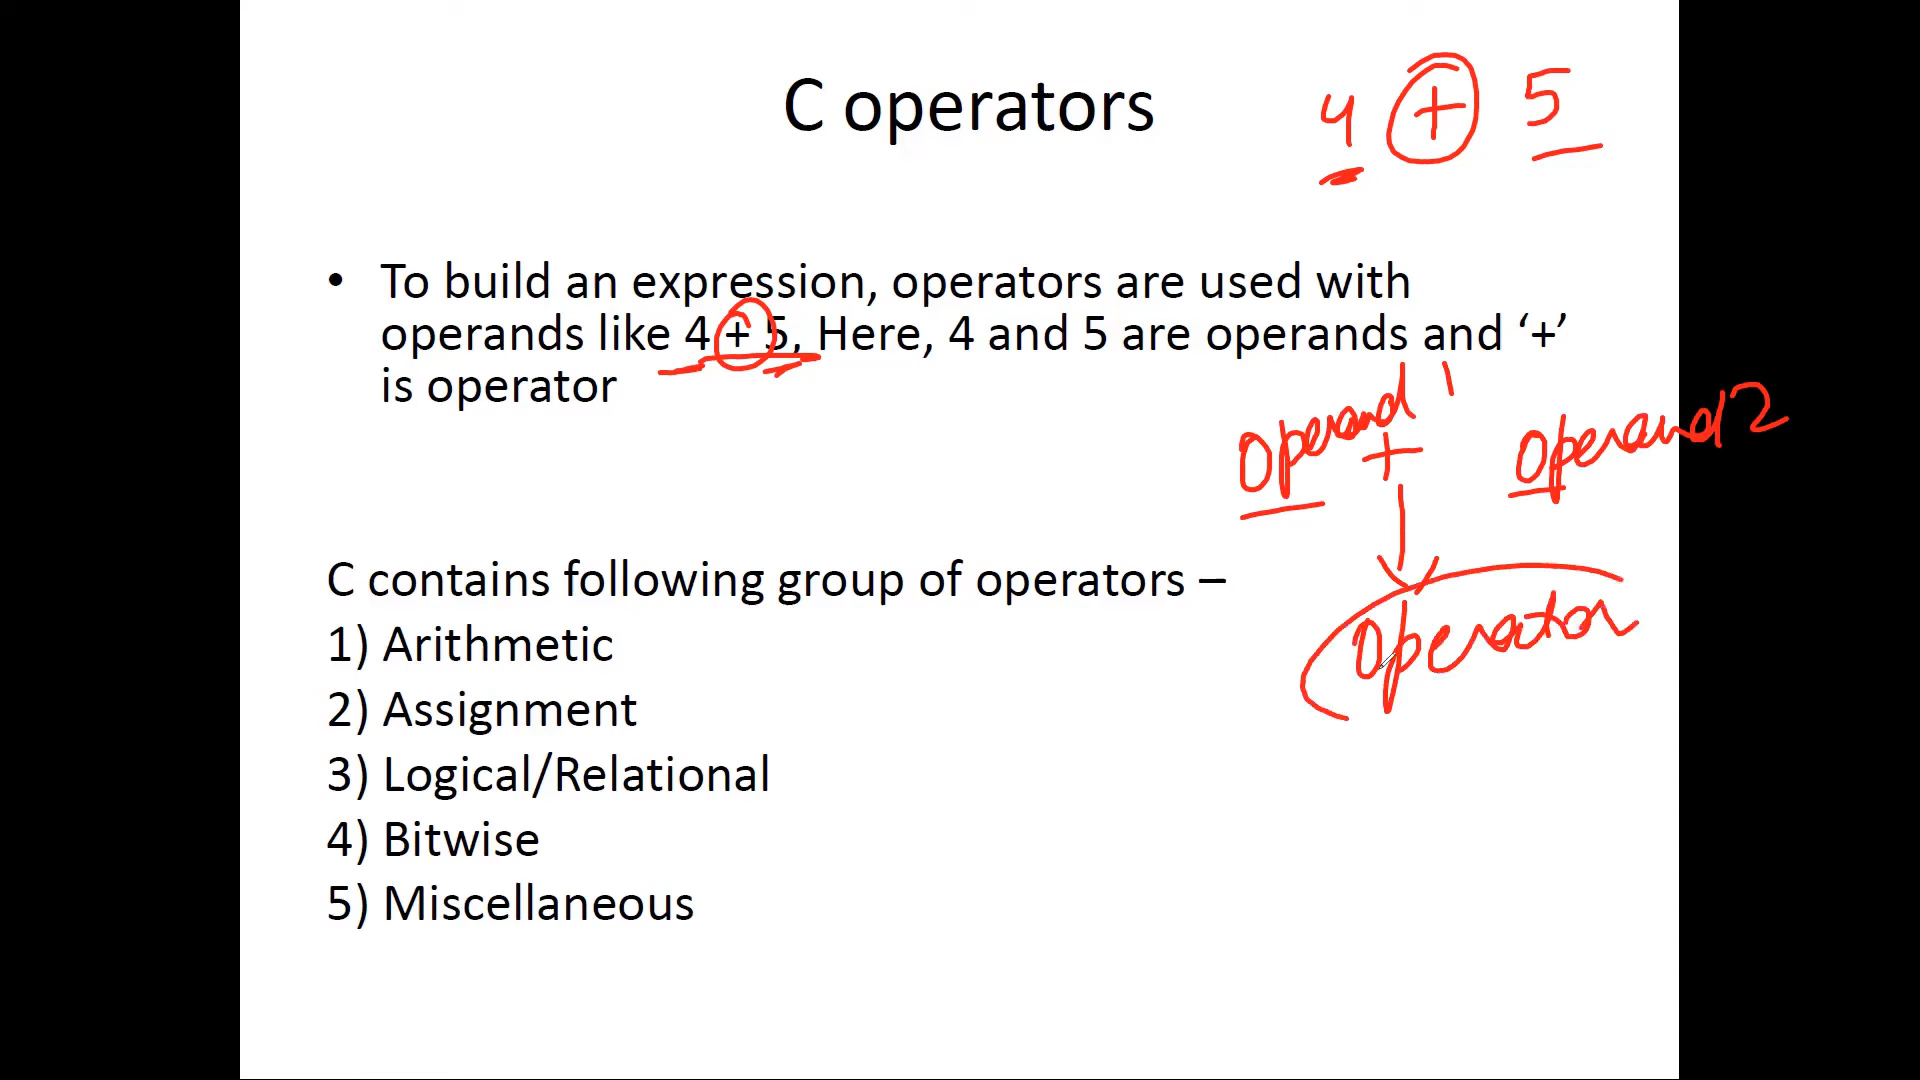 C operators
4 + 5
• To build an expression, operators are used with
operands like 4 + 5, Here, 4 and 5 are operands and ‘+’
is operator
Operand 1
+
Operand 2
Operator
C contains following group of operators –
1) Arithmetic
2) Assignment
3) Logical/Relational
4) Bitwise
5) Miscellaneous